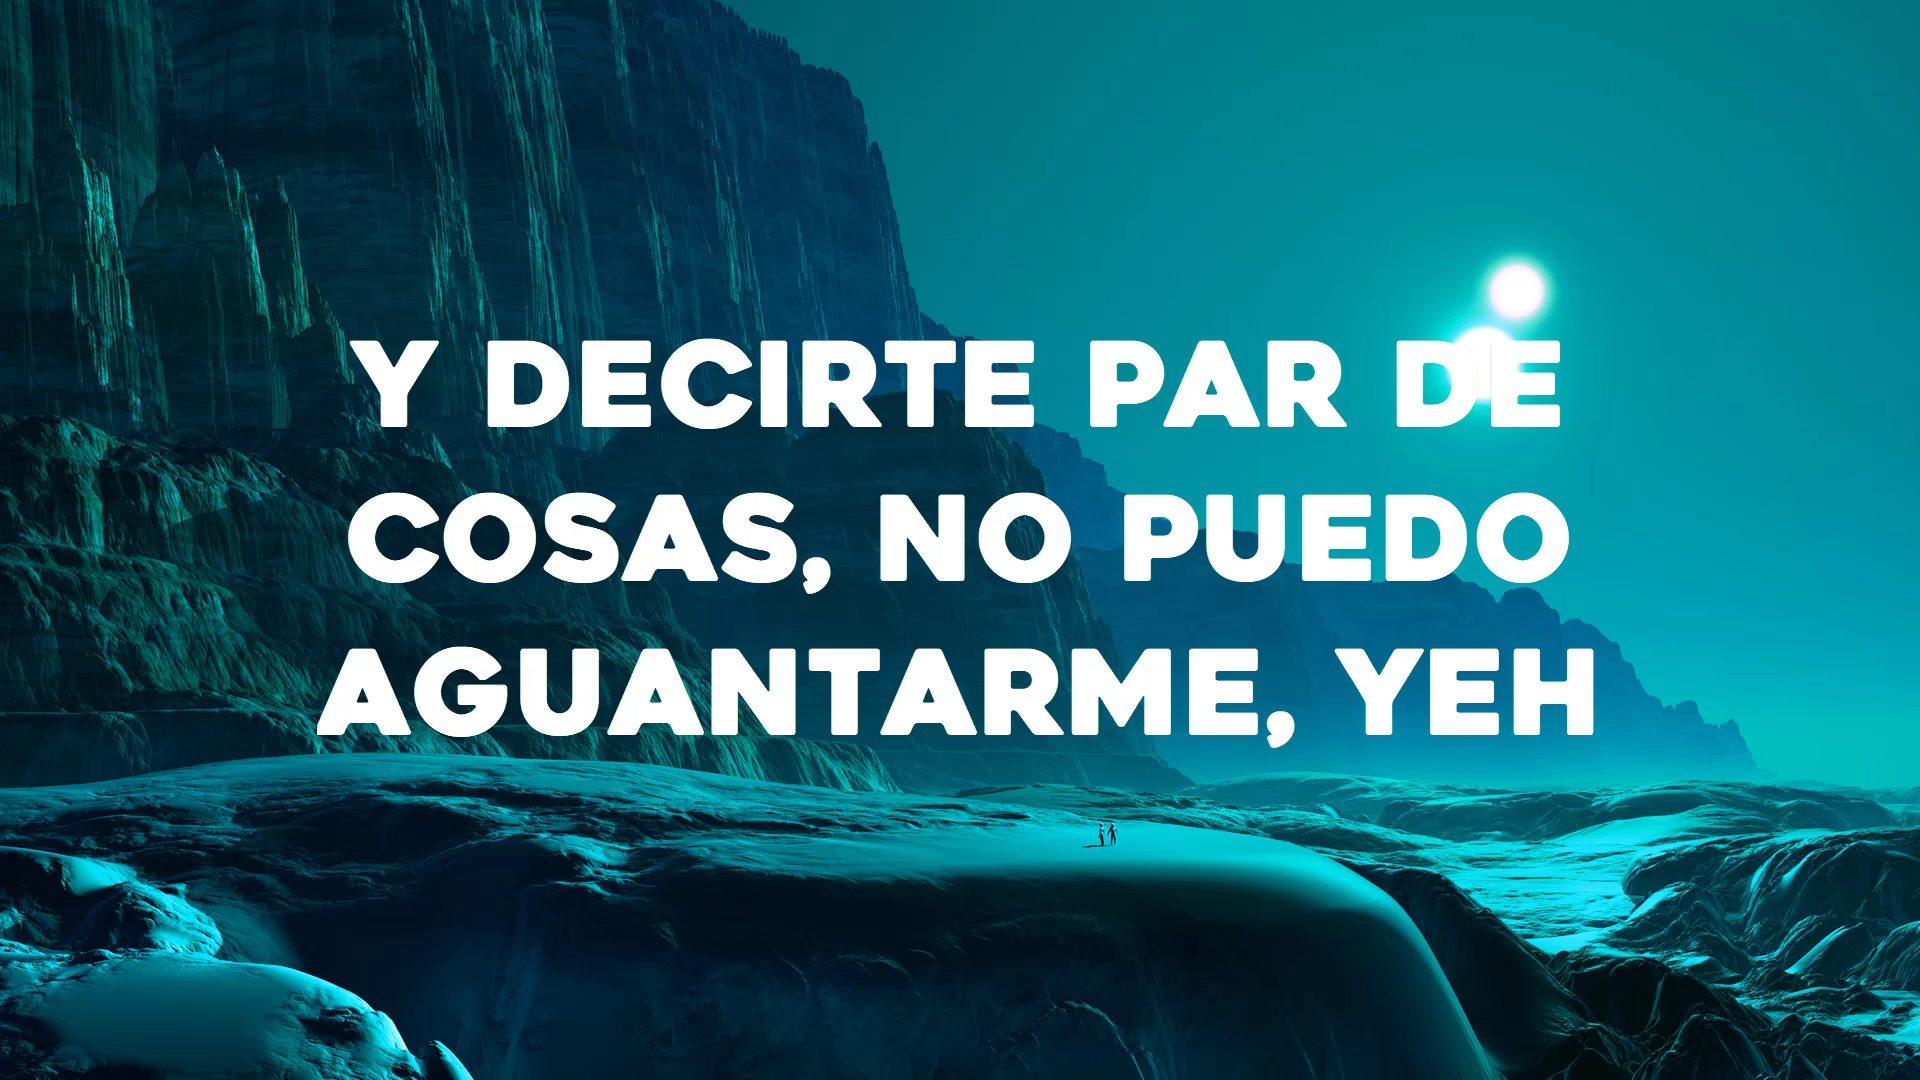 Y DECIRTE PAR DE
COSAS, NO PUEDO
AGUANTARME, YEH